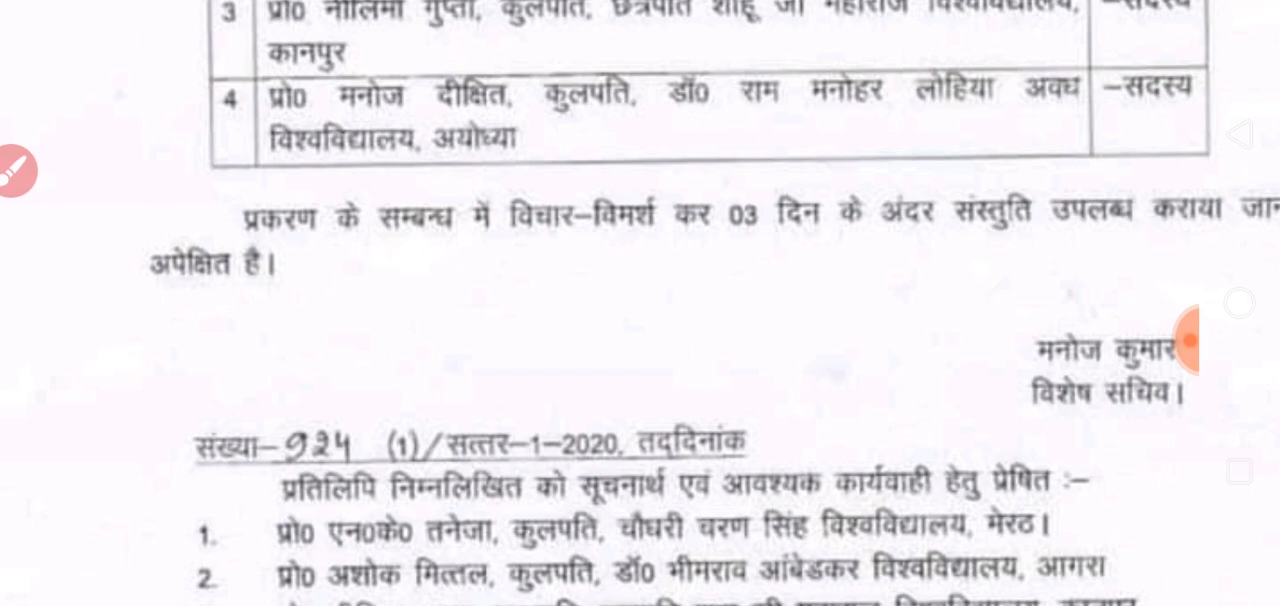 3 प्रो0 नीलिमा गुप्ता, कुलपति, छत्रपति शाहू जी महाराज विश्वविद्यालय, –सदस्य
कानपुर
4 प्रो0 मनोज दीक्षित, कुलपति, डॉ0 राम मनोहर लोहिया अवध –सदस्य
विश्वविद्यालय, अयोध्या
प्रकरण के सम्बन्ध में विचार–विमर्श कर 03 दिन के अंदर संस्तुति उपलब्ध कराया जान
अपेक्षित है।
मनोज कुमार
विशेष सचिव।
संख्या– (1)/सत्तर–1–2020, तद्दिनांक
प्रतिलिपि निम्नलिखित को सूचनार्थ एवं आवश्यक कार्यवाही हेतु प्रेषित :–
1. प्रो0 एन0के0 तनेजा, कुलपति, चौधरी चरण सिंह विश्वविद्यालय, मेरठ।
2. प्रो0 अशोक मित्तल, कुलपति, डॉ0 भीमराव आंबेडकर विश्वविद्यालय, आगरा